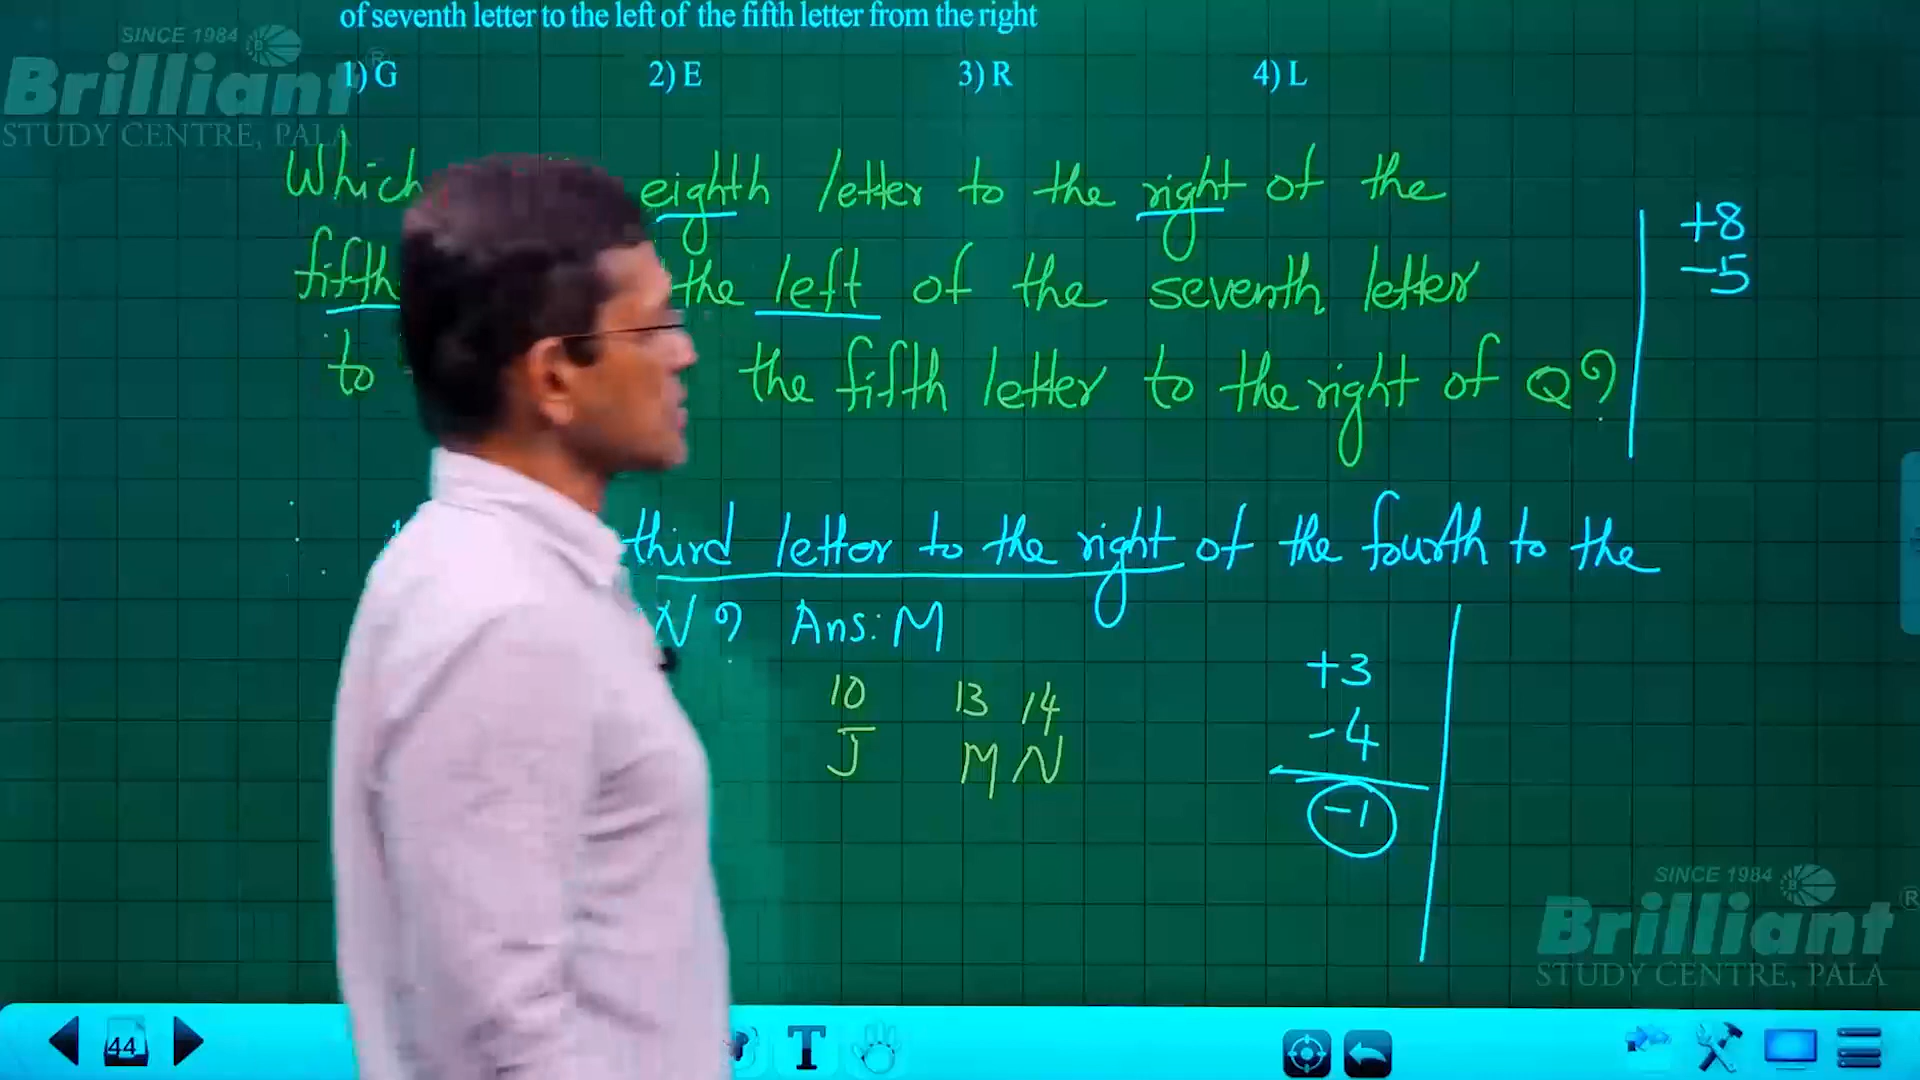 of seventh letter to the left of the fifth letter from the right
SINCE 1984
Brilliant
STUDY CENTRE, PALA
1) G 2) E 3) R 4) L
Which eighth letter to the right of the
fifth the left of the seventh letter
to the fifth letter to the right of Q?
+8
-5
third letter to the right of the fourth to the
N? Ans: M
10 13 14
J M N
+3
-4
-1
SINCE 1984
Brilliant
STUDY CENTRE, PALA
44
T